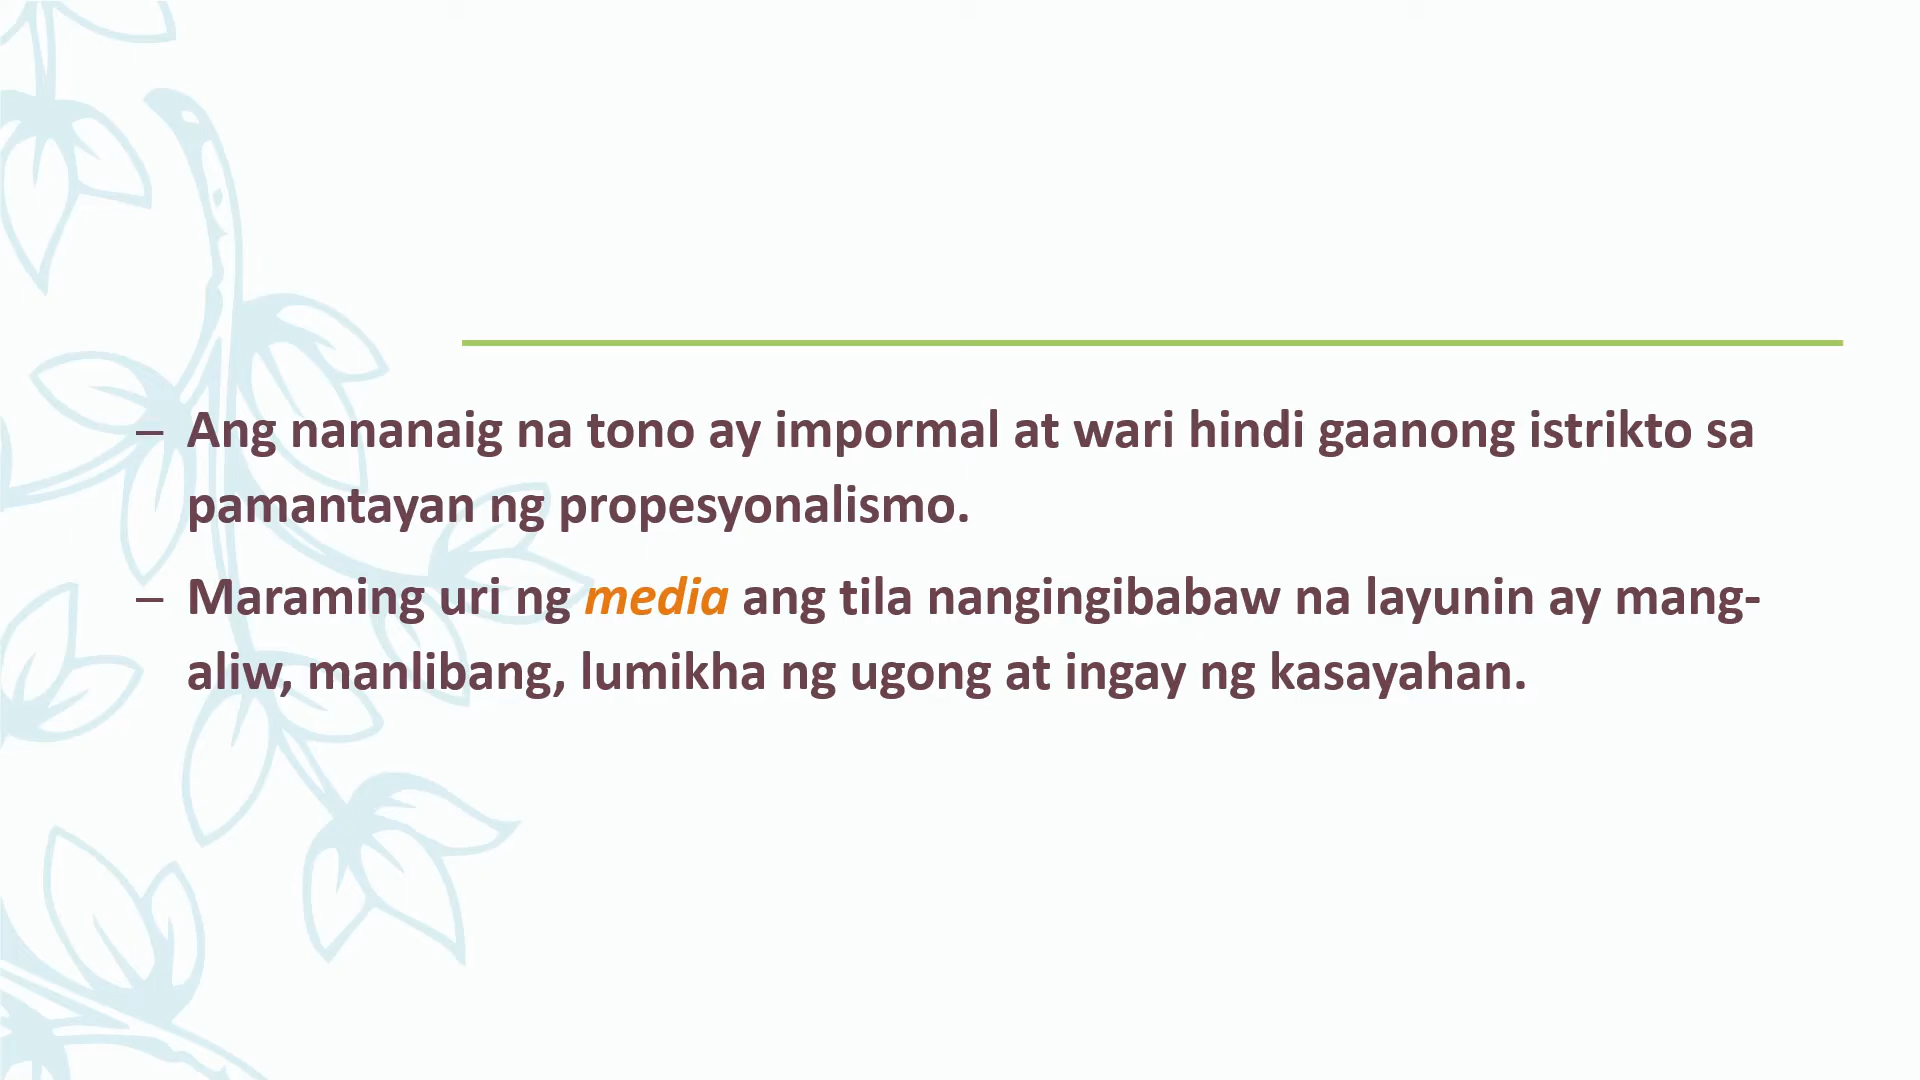 – Ang nananaig na tono ay impormal at wari hindi gaanong istrikto sa
pamantayan ng propesyonalismo.
– Maraming uri ng media ang tila nangingibabaw na layunin ay mang-
aliw, manlibang, lumikha ng ugong at ingay ng kasayahan.